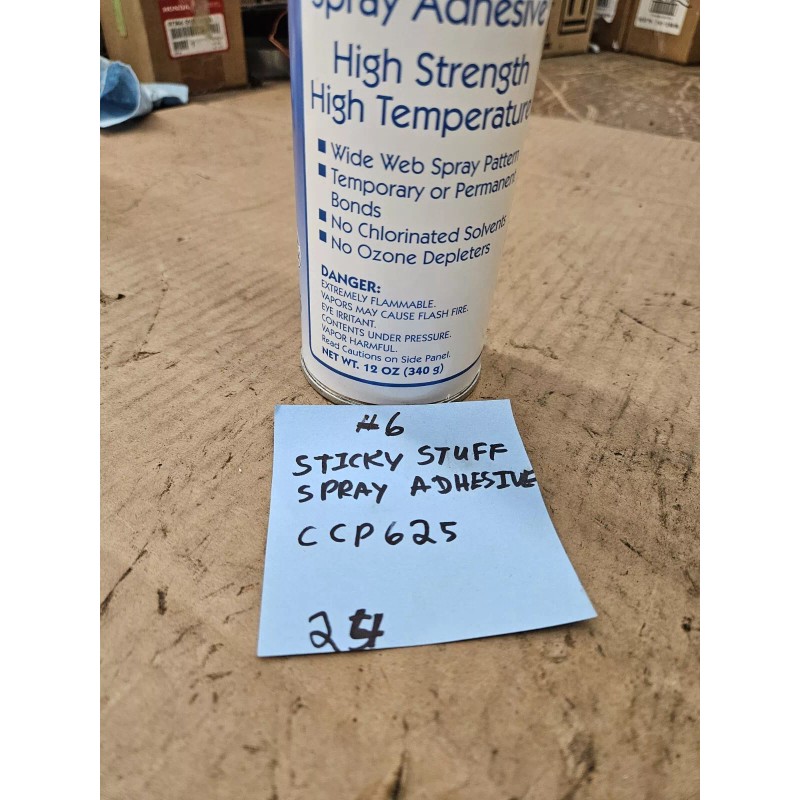 Spray Adhesive
High Strength
High Temperature
■ Wide Web Spray Pattern
■ Temporary or Permanent
Bonds
■ No Chlorinated Solvents
■ No Ozone Depleters
DANGER:
EXTREMELY FLAMMABLE.
VAPORS MAY CAUSE FLASH FIRE.
EYE IRRITANT.
CONTENTS UNDER PRESSURE.
VAPOR HARMFUL.
Read Cautions on Side Panel.
NET WT. 12 OZ (340 g)
#6
STICKY STUFF
SPRAY ADHESIVE
CCP625